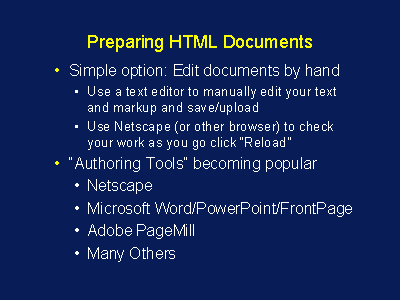 Preparing HTML Documents
• Simple option: Edit documents by hand
• Use a text editor to manually edit your text
and markup and save/upload
• Use Netscape (or other browser) to check
your work as you go click "Reload"
• "Authoring Tools" becoming popular
• Netscape
• Microsoft Word/PowerPoint/FrontPage
• Adobe PageMill
• Many Others